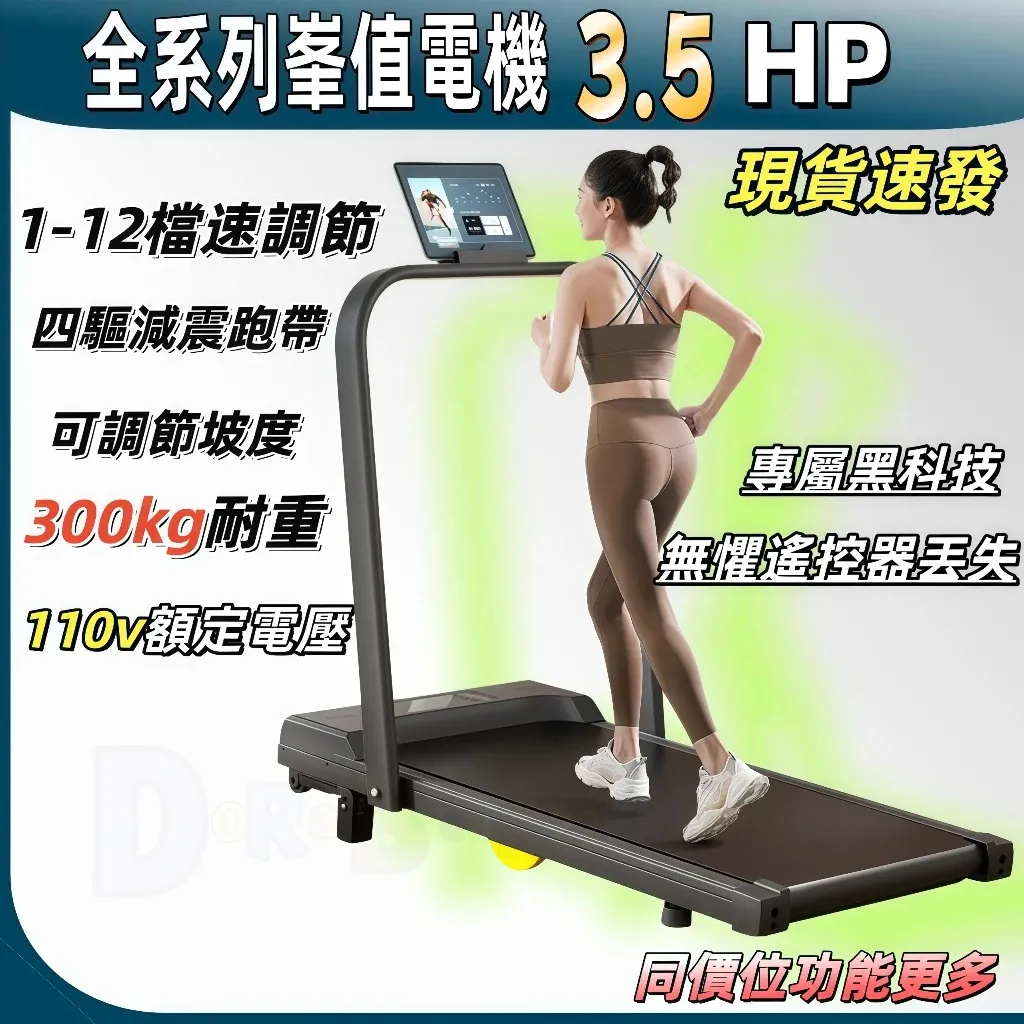 全系列峯值電機 3.5 HP
現貨速發
1-12檔速調節
四驅減震跑帶
可調節坡度
300kg耐重
110v額定電壓
專屬黑科技
無懼遙控器丟失
同價位功能更多